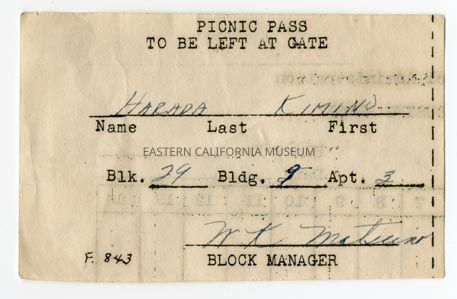 PICNIC PASS
TO BE LEFT AT GATE
HARADA KIMINO
Name Last First
EASTERN CALIFORNIA MUSEUM
Blk. 29 Bldg. 9 Apt. 3
W K
F. 843 BLOCK MANAGER